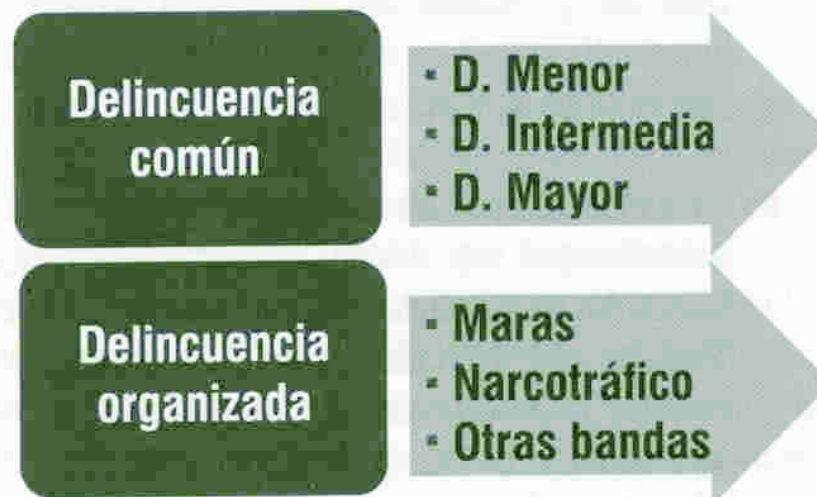 Delincuencia
común
▪ D. Menor
▪ D. Intermedia
▪ D. Mayor
Delincuencia
organizada
▪ Maras
▪ Narcotráfico
▪ Otras bandas